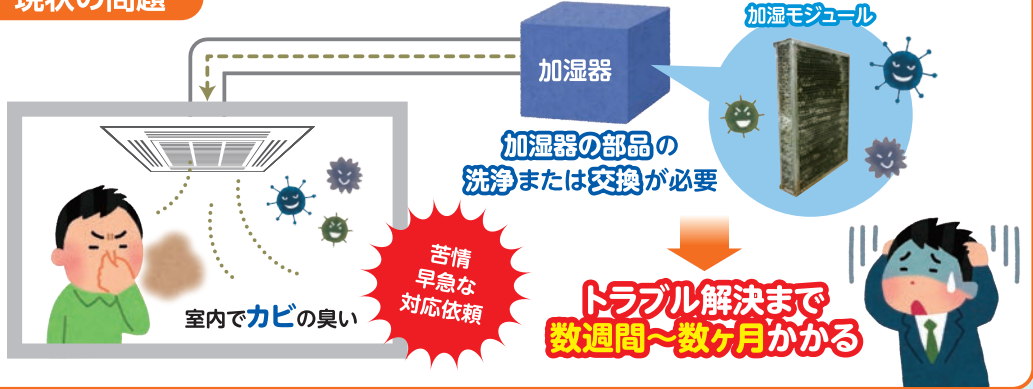 現状の問題
加湿モジュール
加湿器
加湿器の部品の
洗浄または交換が必要
苦情
早急な
対応依頼
室内でカビの臭い
トラブル解決まで
数週間～数ヶ月かかる